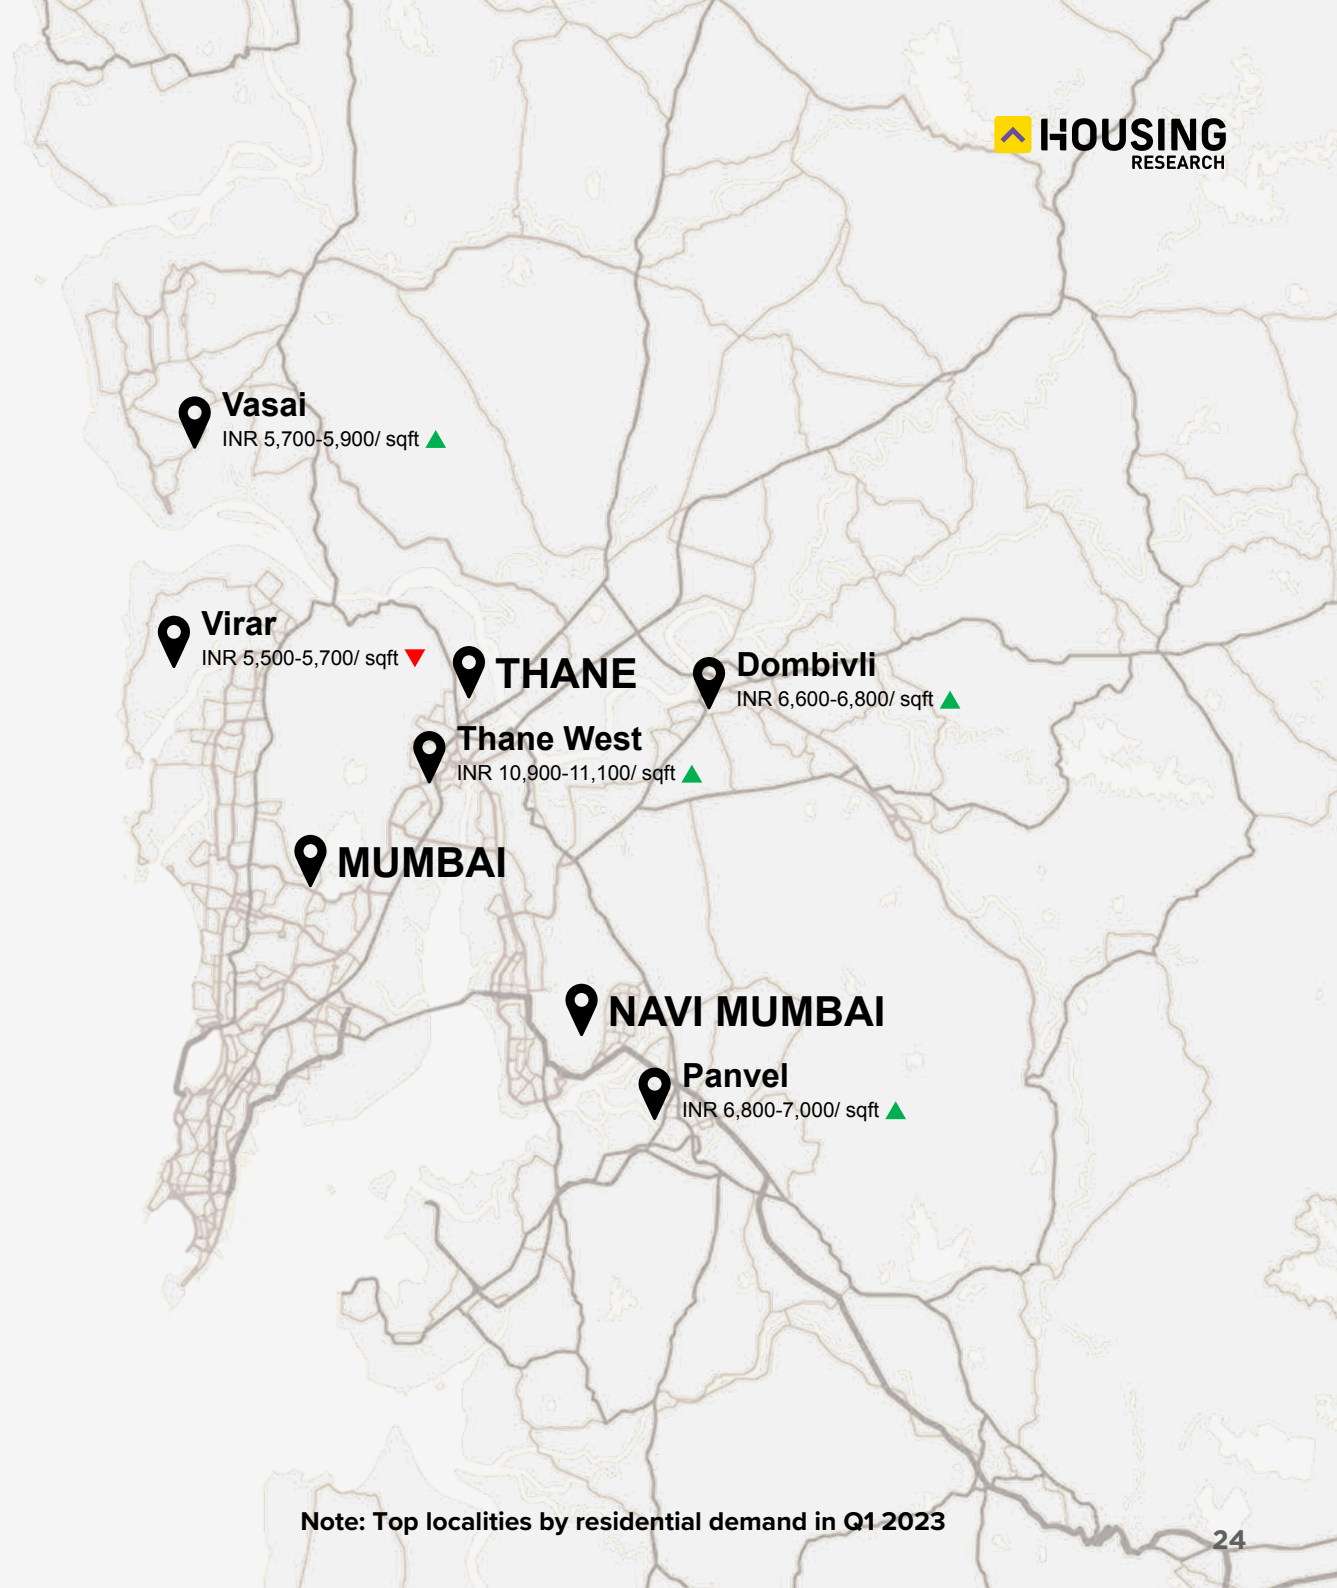 HOUSING
RESEARCH
Vasai
INR 5,700-5,900/ sqft
Virar
INR 5,500-5,700/ sqft
THANE
Dombivli
INR 6,600-6,800/ sqft
Thane West
INR 10,900-11,100/ sqft
MUMBAI
NAVI MUMBAI
Panvel
INR 6,800-7,000/ sqft
Note: Top localities by residential demand in Q1 2023
24